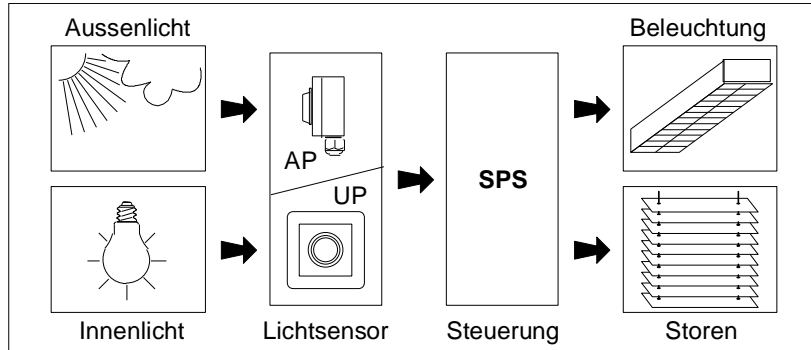 Aussenlicht
Beleuchtung
AP
UP
SPS
Innenlicht
Lichtsensor
Steuerung
Storen